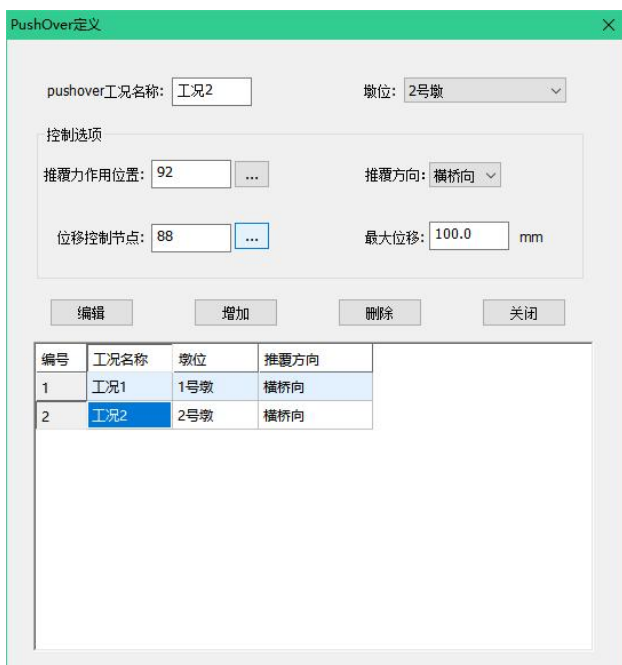 PushOver定义
pushover工况名称: 工况2 墩位: 2号墩
控制选项
推覆力作用位置: 92 ... 推覆方向: 横桥向
位移控制节点: 88 ... 最大位移: 100.0 mm
编辑 增加 删除 关闭
编号 工况名称 墩位 推覆方向
1 工况1 1号墩 横桥向
2 工况2 2号墩 横桥向